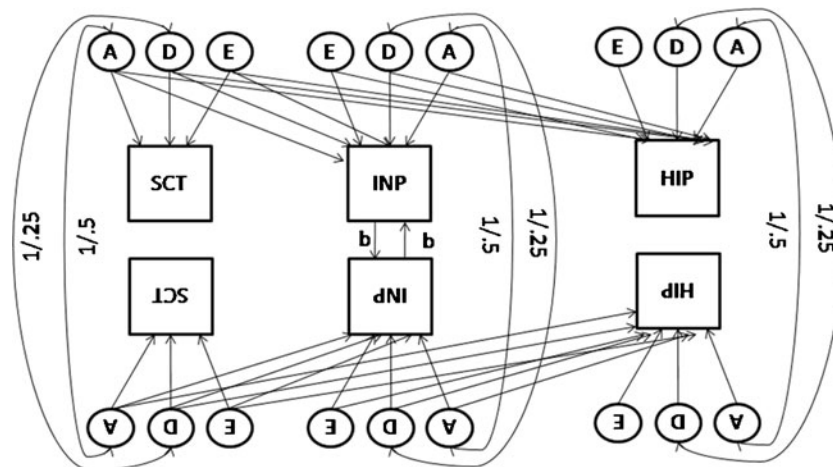 A D E E D A E D A
SCT INP HIP
1/.25 1/.5 b b 1/.5 1/.25 1/.5 1/.25
SCT INP HIP
A D E E D A E D A